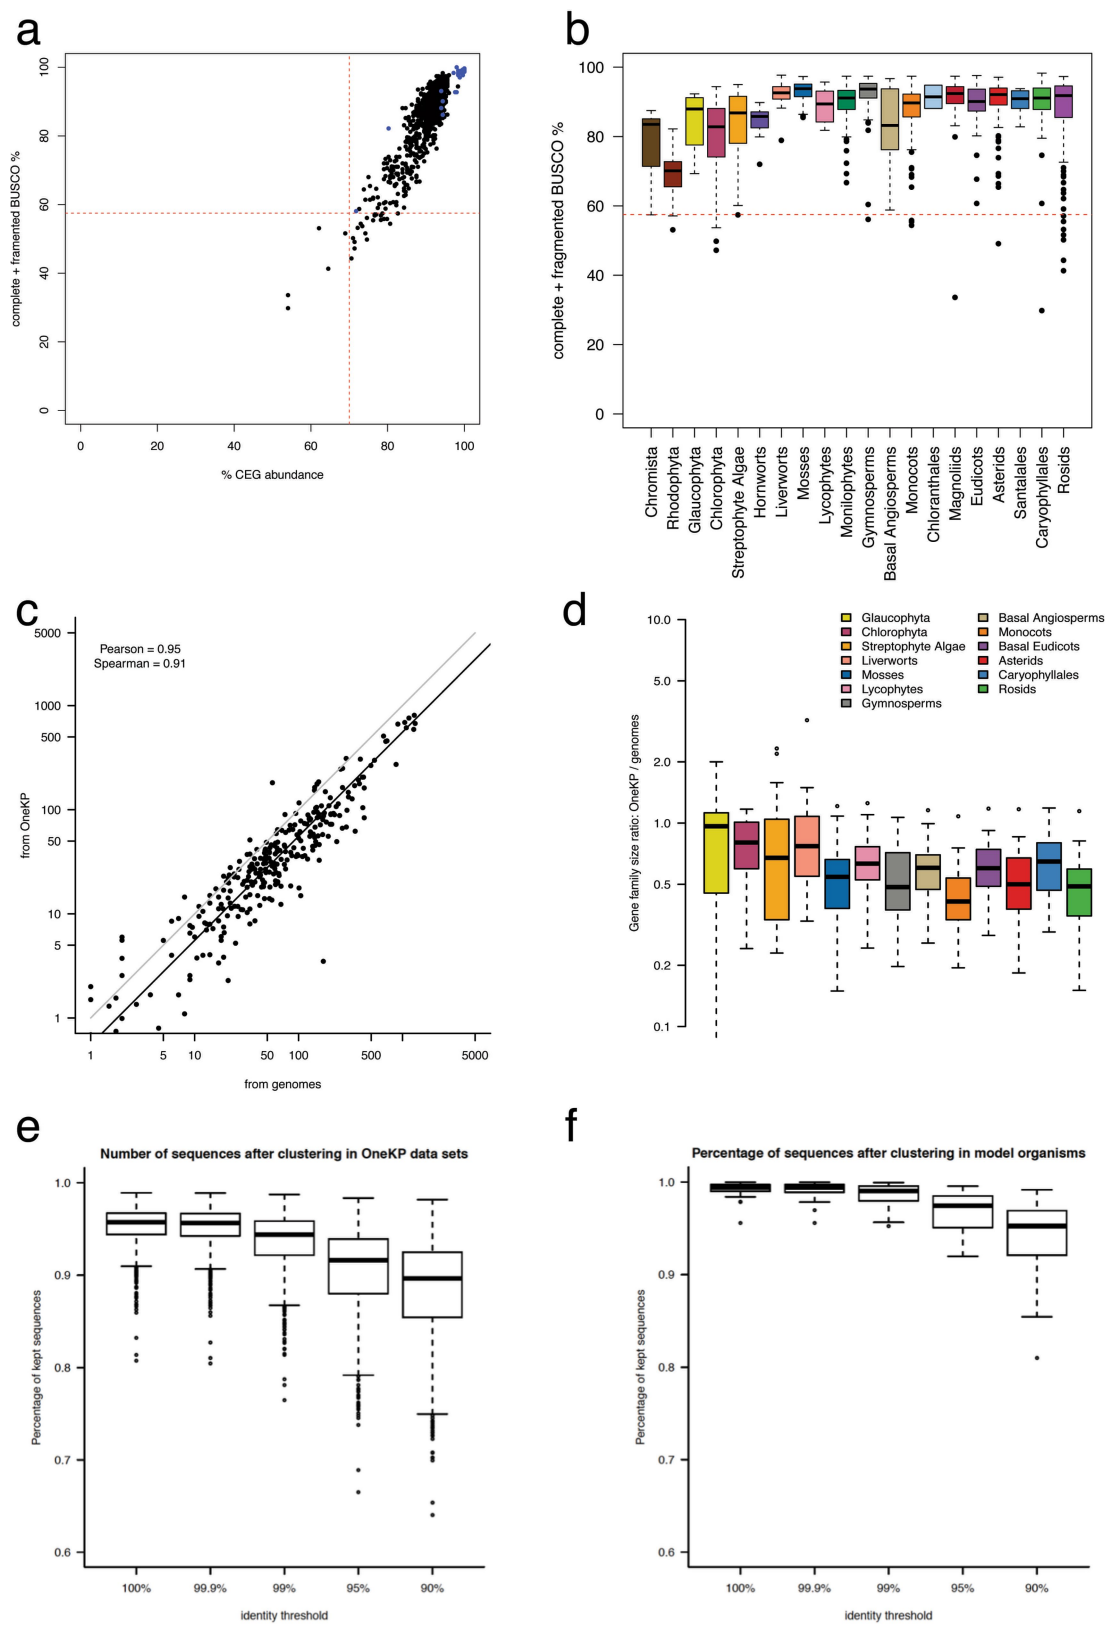 a
complete + framented BUSCO %
100
80
60
40
20
0
0 20 40 60 80 100
% CEG abundance
b
complete + fragmented BUSCO %
100
80
60
40
20
0
Chromista
Rhodophyta
Glaucophyta
Chlorophyta
Streptophyte Algae
Hornworts
Liverworts
Mosses
Lycophytes
Monilophytes
Gymnosperms
Basal Angiosperms
Monocots
Chloranthales
Magnoliids
Eudicots
Asterids
Santalales
Caryophyllales
Rosids
c
Pearson = 0.95
Spearman = 0.91
from OneKP
5000
1000
500
100
50
10
5
1
1 5 10 50 100 500 5000
from genomes
d
Gene family size ratio: OneKP / genomes
10.0
5.0
2.0
1.0
0.5
0.2
0.1
Glaucophyta
Chlorophyta
Streptophyte Algae
Liverworts
Mosses
Lycophytes
Gymnosperms
Basal Angiosperms
Monocots
Basal Eudicots
Asterids
Caryophyllales
Rosids
e
Number of sequences after clustering in OneKP data sets
Percentage of kept sequences
1.0
0.9
0.8
0.7
0.6
100% 99.9% 99% 95% 90%
identity threshold
f
Percentage of sequences after clustering in model organisms
Percentage of kept sequences
1.0
0.9
0.8
0.7
0.6
100% 99.9% 99% 95% 90%
identity threshold